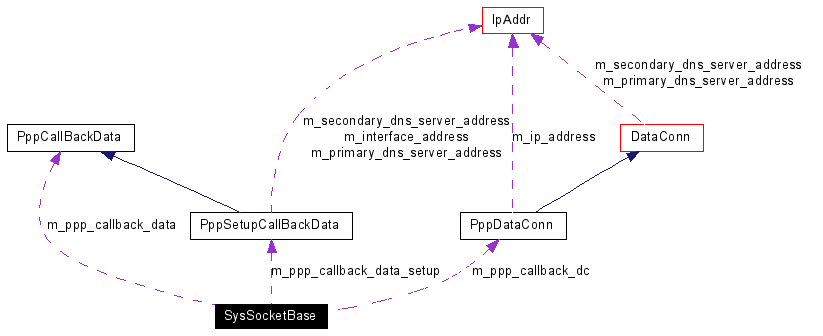 IpAddr
m_secondary_dns_server_address
m_primary_dns_server_address
m_secondary_dns_server_address
m_interface_address
m_primary_dns_server_address
m_ip_address
PppCallBackData
DataConn
m_ppp_callback_data
PppSetupCallBackData
PppDataConn
m_ppp_callback_data_setup
m_ppp_callback_dc
SysSocketBase